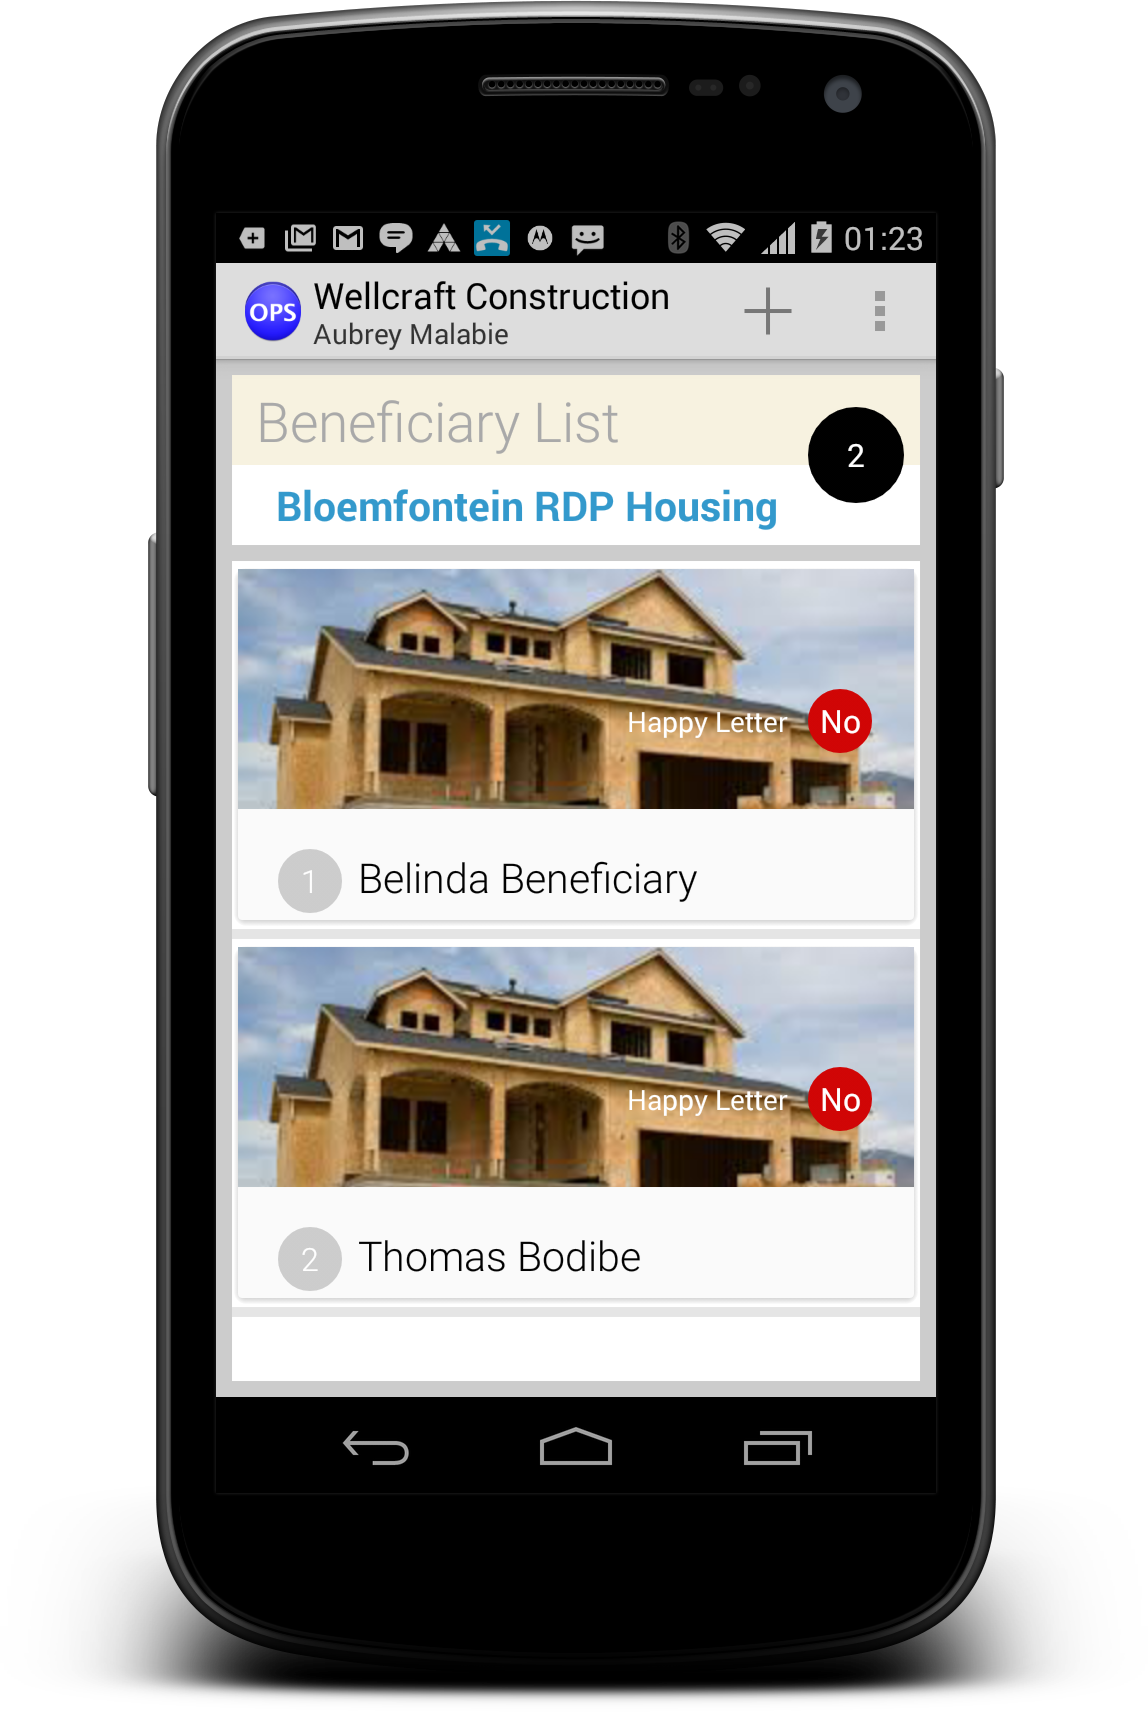 01:23
OPS
Wellcraft Construction
Aubrey Malabie
Beneficiary List
2
Bloemfontein RDP Housing
Happy Letter No
1 Belinda Beneficiary
Happy Letter No
2 Thomas Bodibe